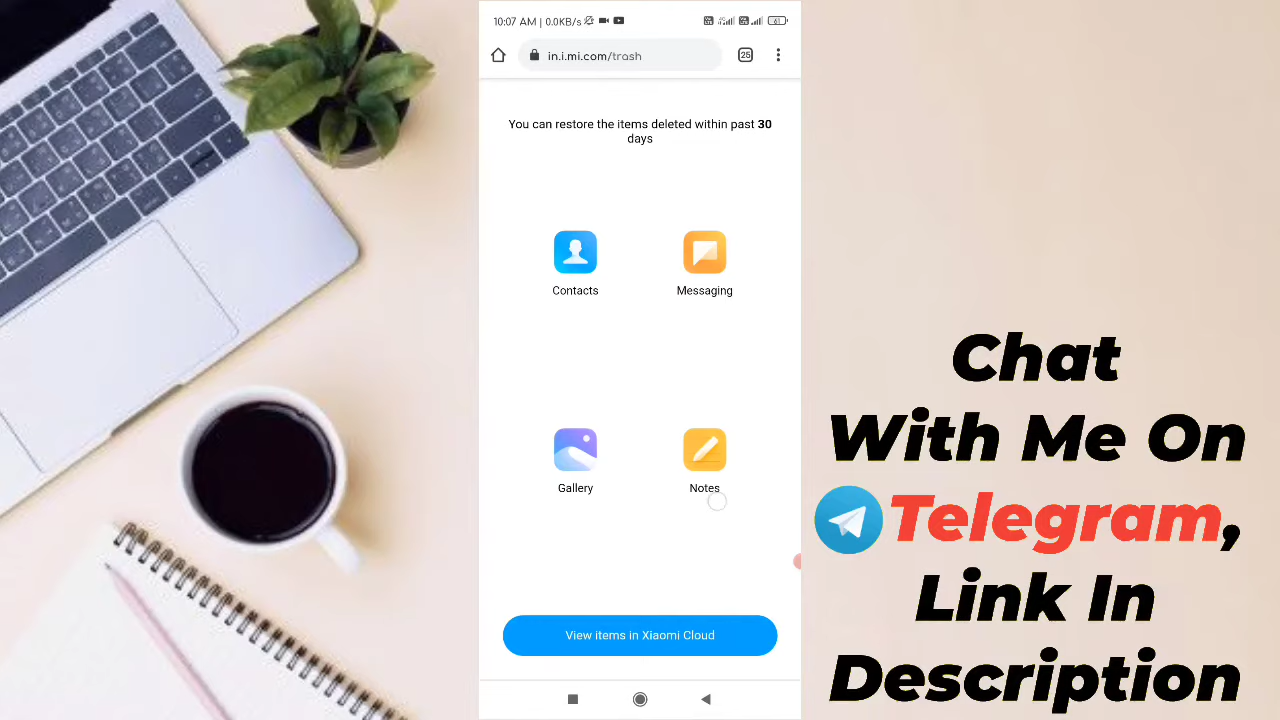 10:07 AM | 0.0KB/s
61
in.i.mi.com/trash
25
You can restore the items deleted within past 30
days
Contacts
Messaging
Gallery
Notes
View items in Xiaomi Cloud
Chat
With Me On
Telegram,
Link In
Description